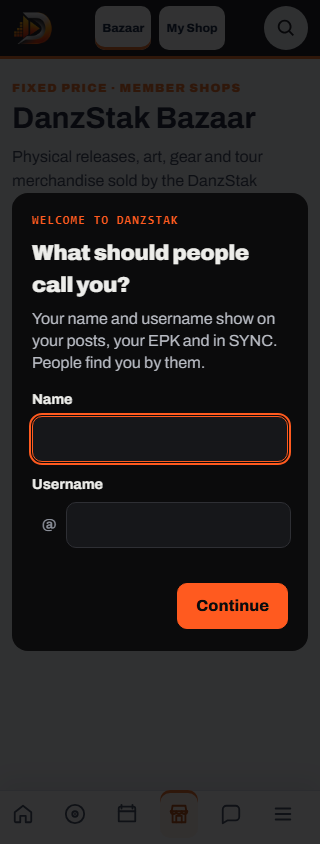 Bazaar
My Shop
FIXED PRICE · MEMBER SHOPS
DanzStak Bazaar
Physical releases, art, gear and tour
merchandise sold by the DanzStak
WELCOME TO DANZSTAK
What should people
call you?
Your name and username show on
your posts, your EPK and in SYNC.
People find you by them.
Name
Username
@
Continue